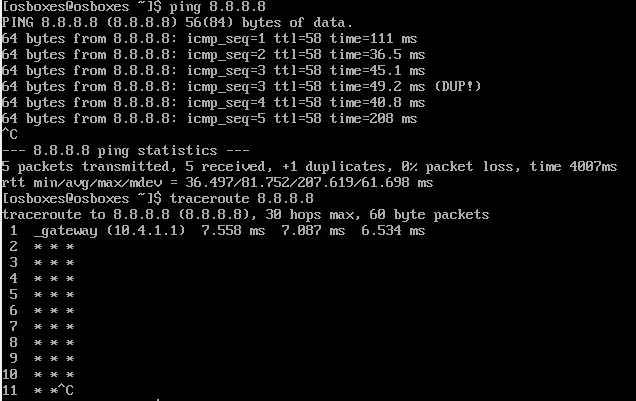 [osboxes@osboxes ~]$ ping 8.8.8.8
PING 8.8.8.8 (8.8.8.8) 56(84) bytes of data.
64 bytes from 8.8.8.8: icmp_seq=1 ttl=58 time=111 ms
64 bytes from 8.8.8.8: icmp_seq=2 ttl=58 time=36.5 ms
64 bytes from 8.8.8.8: icmp_seq=3 ttl=58 time=45.1 ms
64 bytes from 8.8.8.8: icmp_seq=3 ttl=58 time=49.2 ms (DUP!)
64 bytes from 8.8.8.8: icmp_seq=4 ttl=58 time=40.8 ms
64 bytes from 8.8.8.8: icmp_seq=5 ttl=58 time=208 ms
^C
--- 8.8.8.8 ping statistics ---
5 packets transmitted, 5 received, +1 duplicates, 0% packet loss, time 4007ms
rtt min/avg/max/mdev = 36.497/81.752/207.619/61.698 ms
[osboxes@osboxes ~]$ traceroute 8.8.8.8
traceroute to 8.8.8.8 (8.8.8.8), 30 hops max, 60 byte packets
 1  _gateway (10.4.1.1)  7.558 ms  7.087 ms  6.534 ms
 2  * * *
 3  * * *
 4  * * *
 5  * * *
 6  * * *
 7  * * *
 8  * * *
 9  * * *
10  * * *
11  * *^C